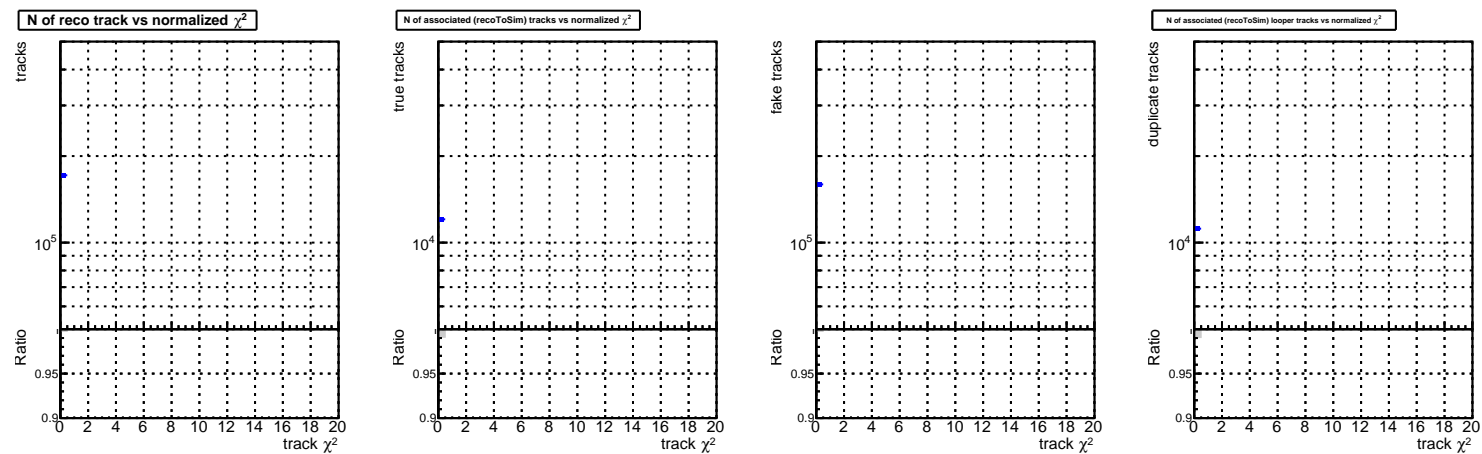 N of reco track vs normalized χ²
tracks
10⁵
Ratio
0.95
0.9
0 2 4 6 8 10 12 14 16 18 20
track χ²
N of associated (recoToSim) tracks vs normalized χ²
true tracks
10⁴
Ratio
0.95
0.9
0 2 4 6 8 10 12 14 16 18 20
track χ²
fake tracks
10⁵
Ratio
0.95
0.9
0 2 4 6 8 10 12 14 16 18 20
track χ²
N of associated (recoToSim) looper tracks vs normalized χ²
duplicate tracks
10⁴
Ratio
0.95
0.9
0 2 4 6 8 10 12 14 16 18 20
track χ²